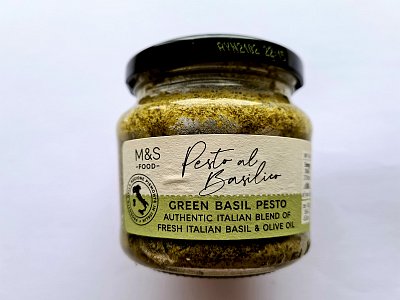 M&S
-FOOD-
Pesto al
Basilico
GREEN BASIL PESTO
AUTHENTIC ITALIAN BLEND OF
FRESH ITALIAN BASIL & OLIVE OIL